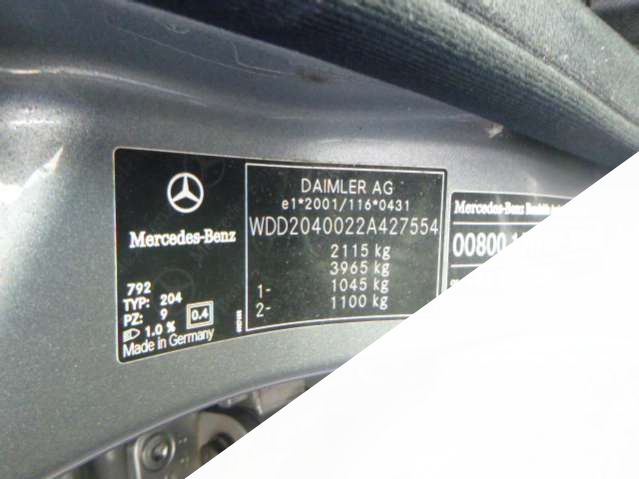 Mercedes-Benz
792
TYP: 204
PZ: 9
0.4
1.0 %
Made in Germany
DAIMLER AG
e1*2001/116*0431
WDD2040022A427554
2115 kg
3965 kg
1- 1045 kg
2- 1100 kg
Mercedes-Benz
00800